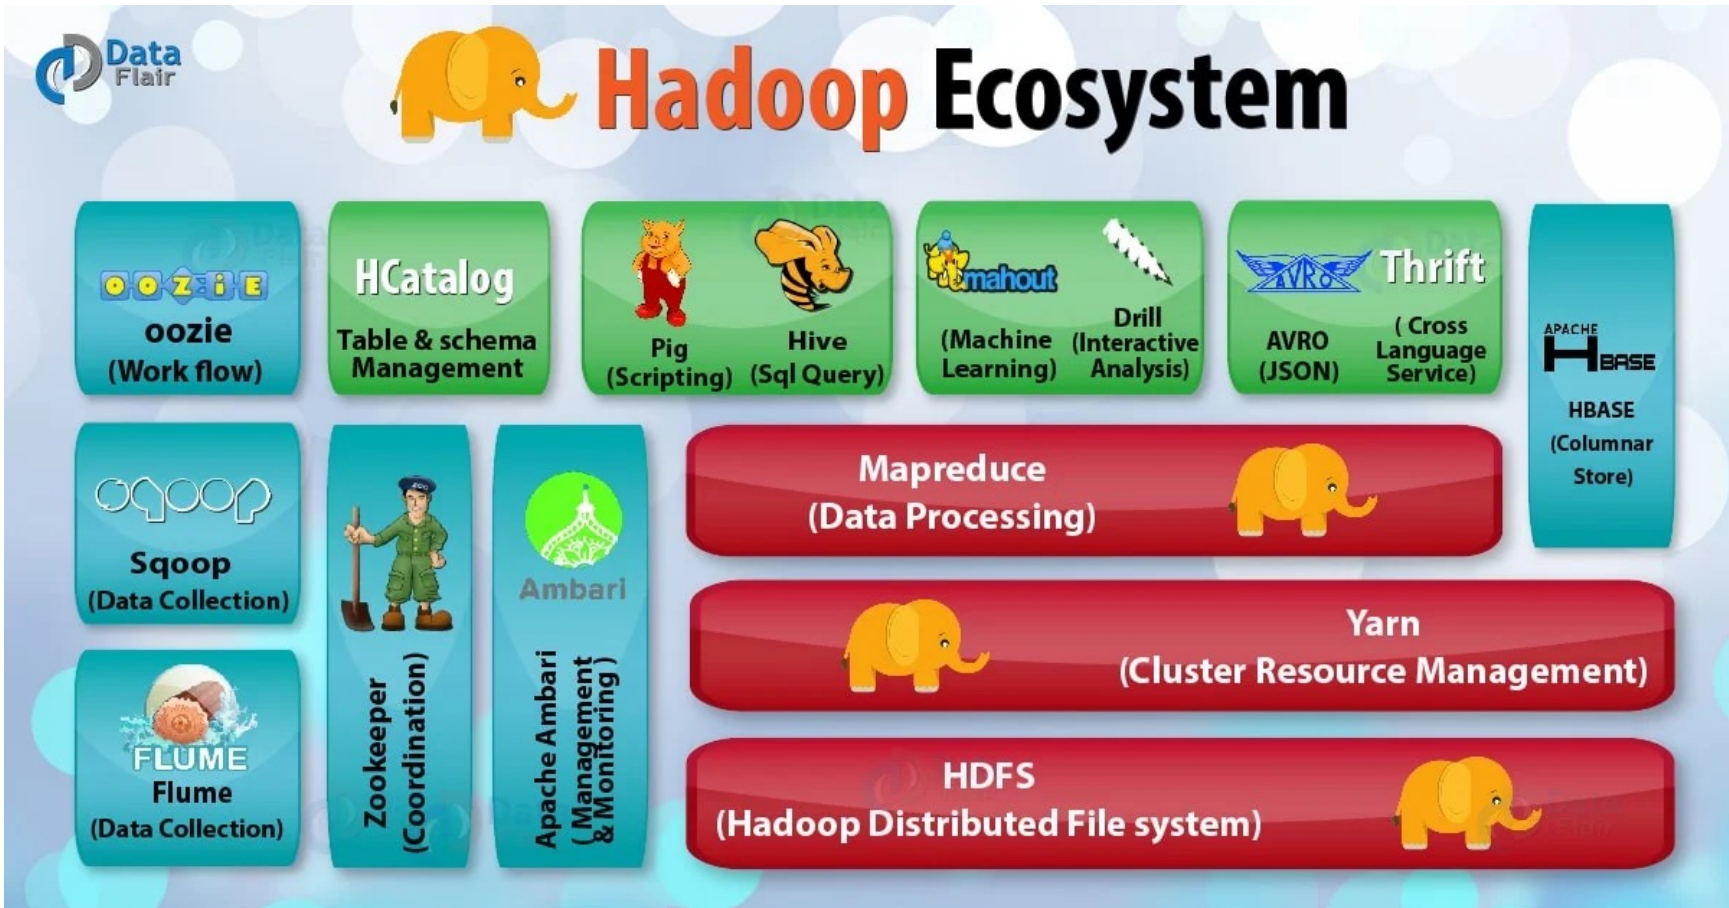 Data
Flair
Hadoop Ecosystem
OOZiE
oozie
(Work flow)
HCatalog
Table & schema
Management
Pig
(Scripting)
Hive
(Sql Query)
mahout
(Machine
Learning)
Drill
(Interactive
Analysis)
AVRO
AVRO
(JSON)
Thrift
( Cross
Language
Service)
APACHE
HBASE
HBASE
(Columnar
Store)
sqoop
Sqoop
(Data Collection)
FLUME
Flume
(Data Collection)
Zookeeper
(Coordination)
Ambari
Apache Ambari
( Management
& Monitoring )
Mapreduce
(Data Processing)
Yarn
(Cluster Resource Management)
HDFS
(Hadoop Distributed File system)